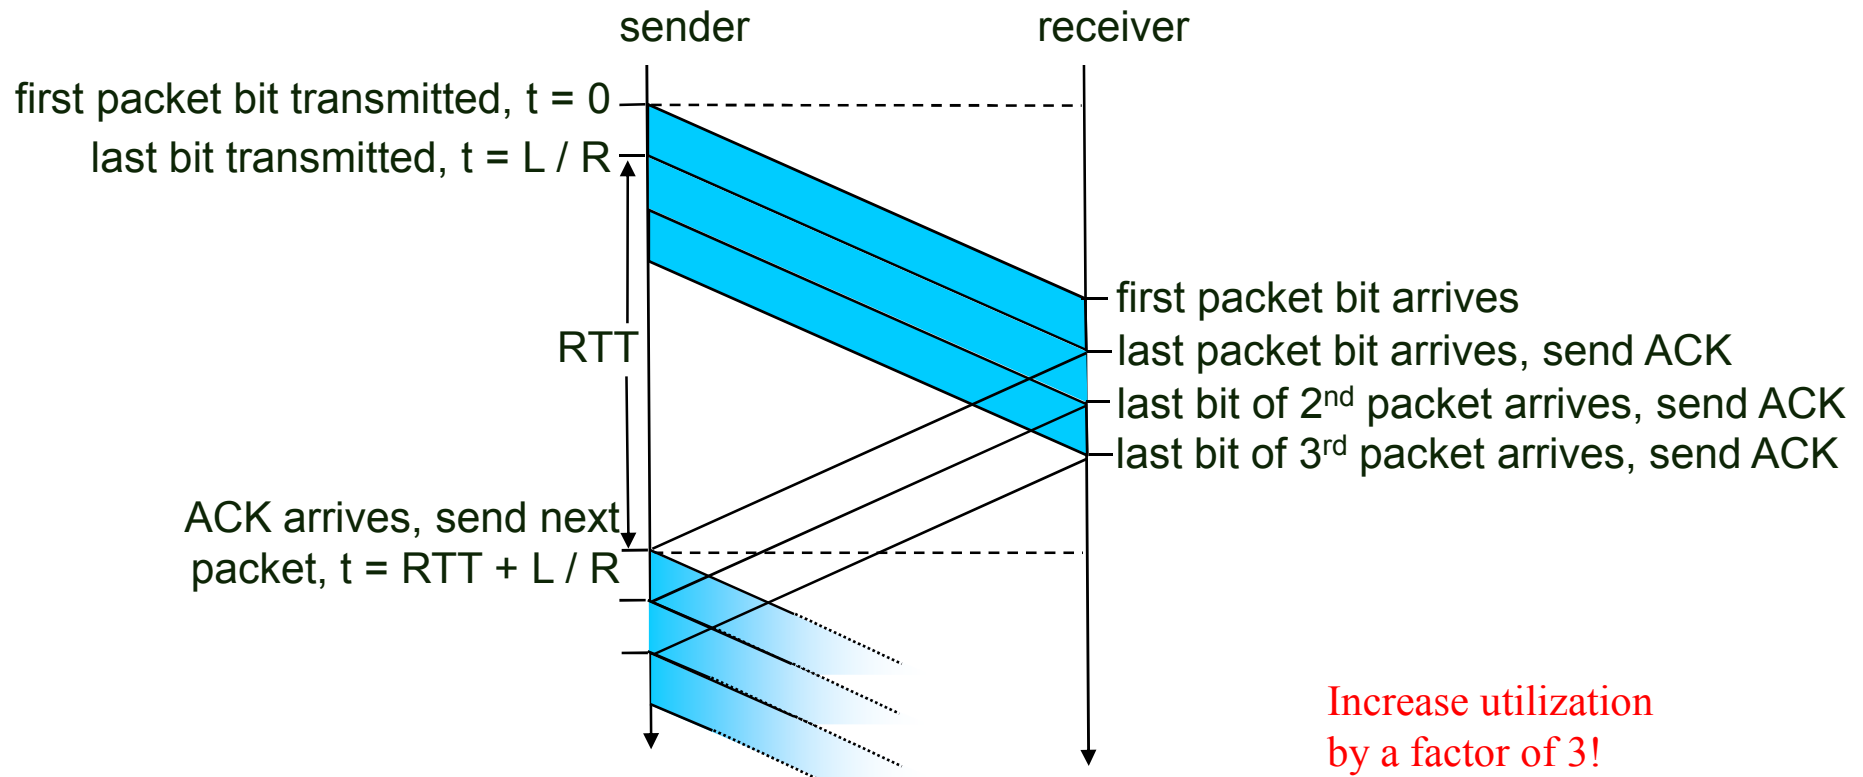 sender
receiver
first packet bit transmitted, t = 0
last bit transmitted, t = L / R
first packet bit arrives
RTT
last packet bit arrives, send ACK
last bit of 2nd packet arrives, send ACK
last bit of 3rd packet arrives, send ACK
ACK arrives, send next
packet, t = RTT + L / R
Increase utilization
by a factor of 3!